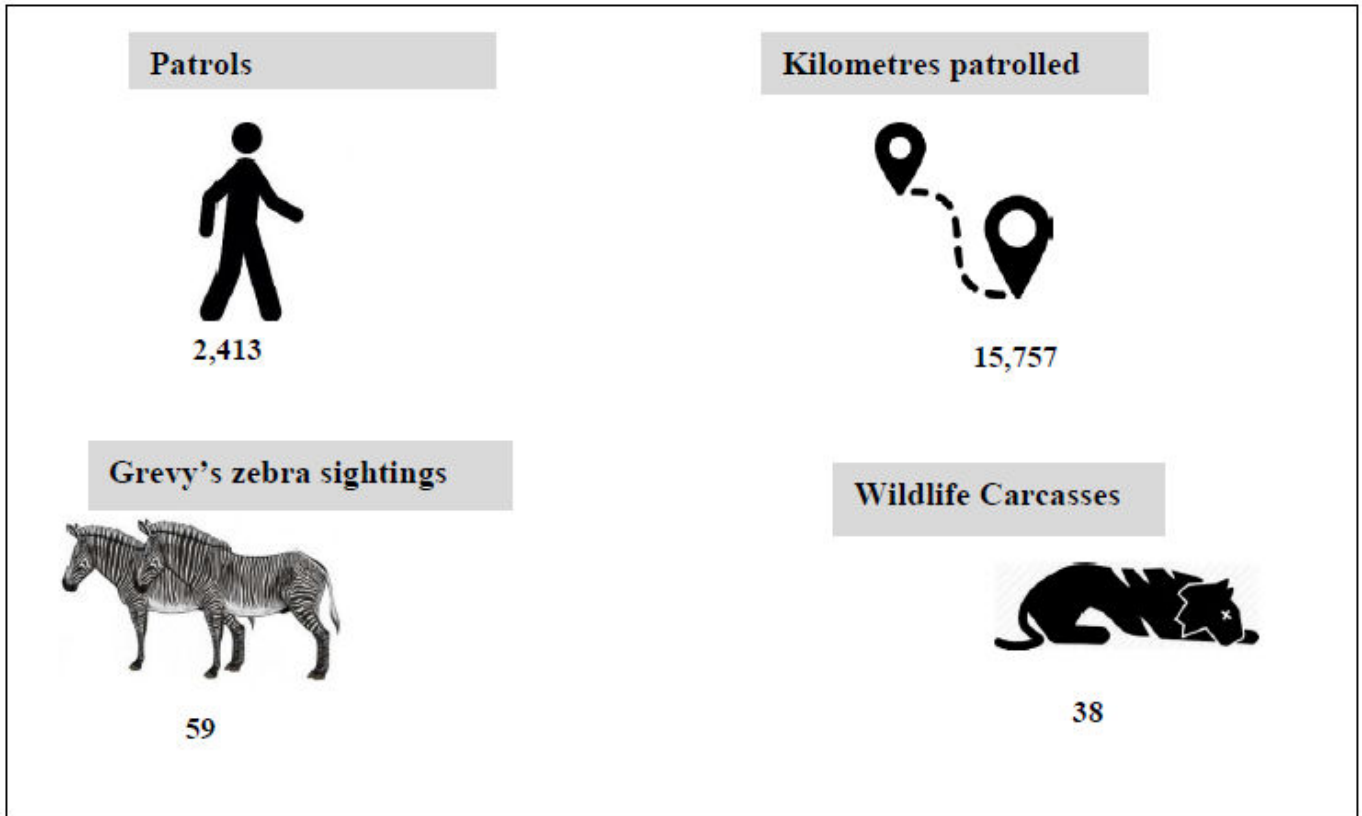 Patrols
Kilometres patrolled
2,413
15,757
Grevy’s zebra sightings
Wildlife Carcasses
59
38